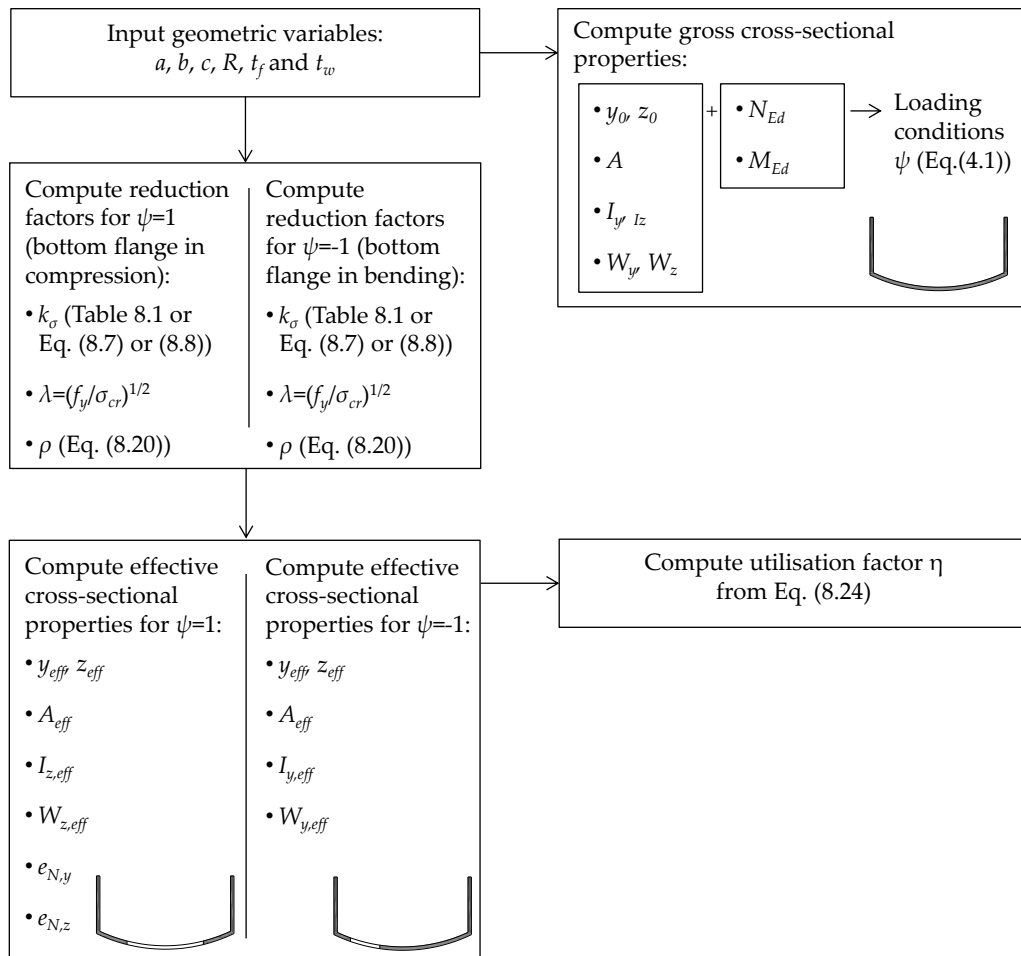 Input geometric variables:
a, b, c, R, t_f and t_w
Compute gross cross-sectional
properties:
• y_0, z_0
• A
• I_y, I_z
• W_y, W_z
+
• N_Ed
• M_Ed
Loading
conditions
ψ (Eq.(4.1))
Compute reduction
factors for ψ=1
(bottom flange in
compression):
• k_σ (Table 8.1 or
Eq. (8.7) or (8.8))
• λ=(f_y/σ_cr)^1/2
• ρ (Eq. (8.20))
Compute
reduction factors
for ψ=-1 (bottom
flange in bending):
• k_σ (Table 8.1 or
Eq. (8.7) or (8.8))
• λ=(f_y/σ_cr)^1/2
• ρ (Eq. (8.20))
Compute effective
cross-sectional
properties for ψ=1:
• y_eff, z_eff
• A_eff
• I_z,eff
• W_z,eff
• e_N,y
• e_N,z
Compute effective
cross-sectional
properties for ψ=-1:
• y_eff, z_eff
• A_eff
• I_y,eff
• W_y,eff
Compute utilisation factor η
from Eq. (8.24)